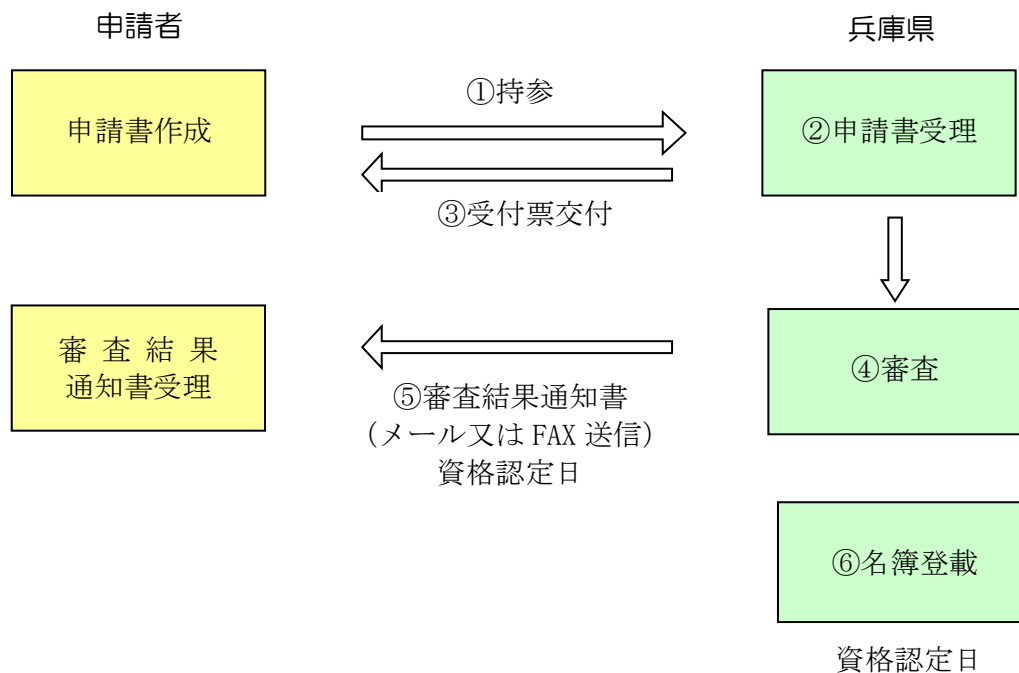 申請者
兵庫県
申請書作成
①持参
②申請書受理
③受付票交付
審査結果
通知書受理
④審査
⑤審査結果通知書
（メール又は FAX 送信）
資格認定日
⑥名簿登載
資格認定日